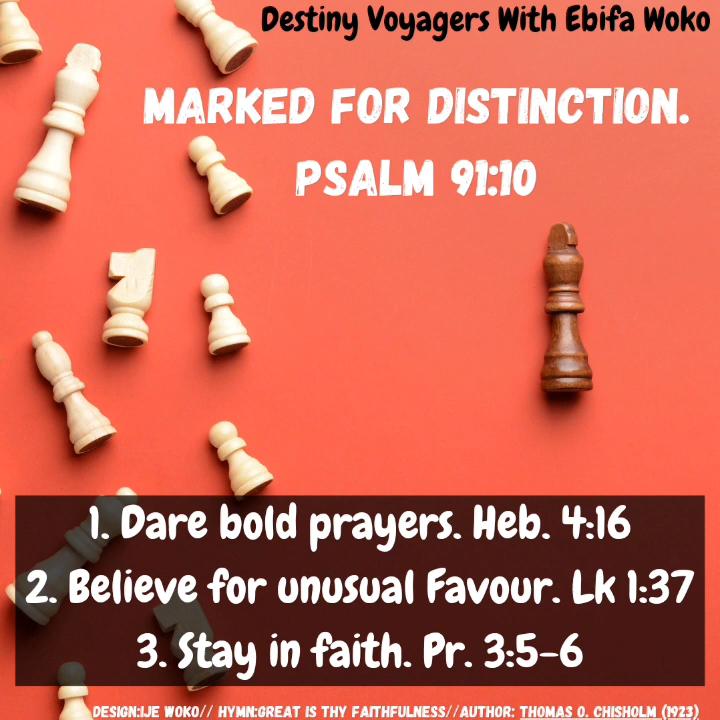 Destiny Voyagers With Ebifa Woko
MARKED FOR DISTINCTION.
PSALM 91:10
1. Dare bold prayers. Heb. 4:16
2. Believe for unusual Favour. Lk 1:37
3. Stay in faith. Pr. 3:5-6
DESIGN:IJE WOKO// HYMN:GREAT IS THY FAITHFULNESS//AUTHOR: THOMAS O. CHISHOLM (1923)